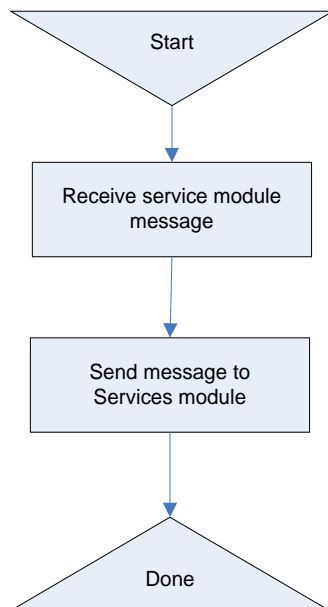 Start
Receive service module
message
Send message to
Services module
Done